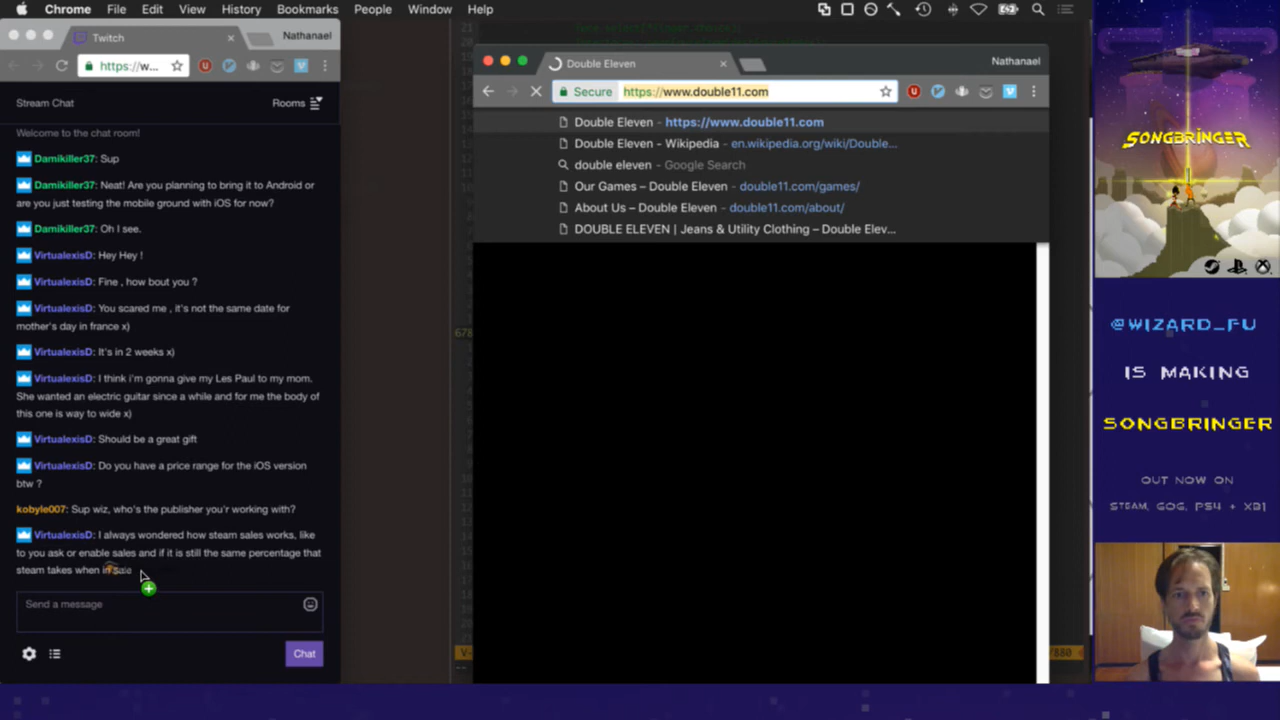 Chrome File Edit View History Bookmarks People Window Help
Twitch
Nathanael
https://w...
Stream Chat
Rooms
Welcome to the chat room!
Damikiller37: Sup
Damikiller37: Neat! Are you planning to bring it to Android or
are you just testing the mobile ground with iOS for now?
Damikiller37: Oh I see.
VirtualexisD: Hey Hey !
VirtualexisD: Fine , how bout you ?
VirtualexisD: You scared me , it's not the same date for
mother's day in france x)
VirtualexisD: It's in 2 weeks x)
VirtualexisD: I think i'm gonna give my Les Paul to my mom.
She wanted an electric guitar since a while and for me the body of
this one is way to wide x)
VirtualexisD: Should be a great gift
VirtualexisD: Do you have a price range for the iOS version
btw ?
kobyle007: Sup wiz, who's the publisher you'r working with?
VirtualexisD: I always wondered how steam sales works, like
to you ask or enable sales and if it is still the same percentage that
steam takes when in sale
Send a message
Chat
21
Double Eleven
Nathanael
Secure https://www.double11.com
Double Eleven - https://www.double11.com
Double Eleven - Wikipedia - en.wikipedia.org/wiki/Double...
double eleven - Google Search
Our Games – Double Eleven - double11.com/games/
About Us – Double Eleven - double11.com/about/
DOUBLE ELEVEN | Jeans & Utility Clothing – Double Elev...
678
V-
/880
SONGBRINGER
@WIZARD_FU
IS MAKING
SONGBRINGER
OUT NOW ON
STEAM, GOG, PS4 + XB1